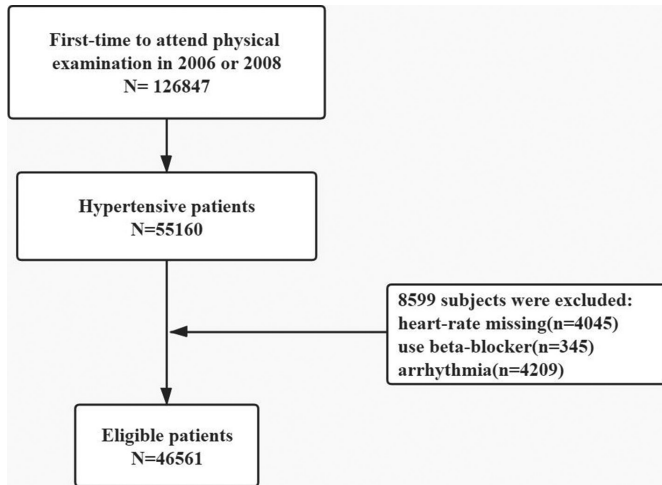 First-time to attend physical
examination in 2006 or 2008
N= 126847
Hypertensive patients
N=55160
8599 subjects were excluded:
heart-rate missing(n=4045)
use beta-blocker(n=345)
arrhythmia(n=4209)
Eligible patients
N=46561